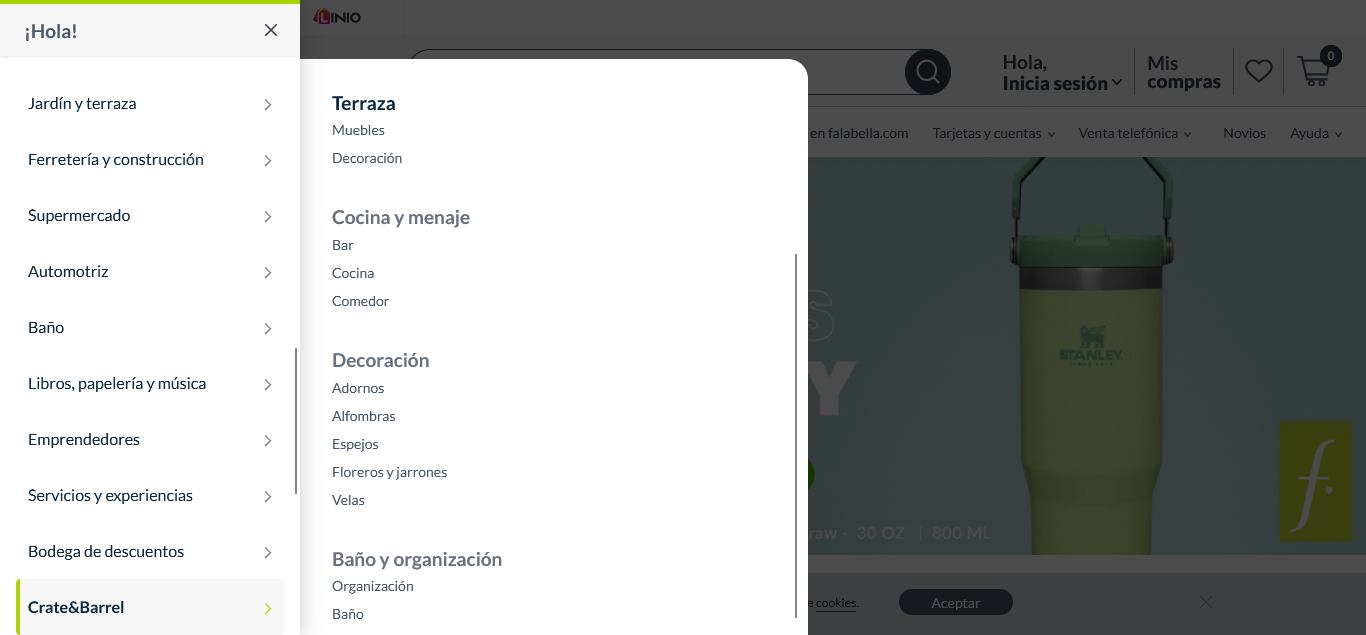 ¡Hola!
Jardín y terraza
Ferretería y construcción
Supermercado
Automotriz
Baño
Libros, papelería y música
Emprendedores
Servicios y experiencias
Bodega de descuentos
Crate&Barrel
Terraza
Muebles
Decoración
Cocina y menaje
Bar
Cocina
Comedor
Decoración
Adornos
Alfombras
Espejos
Floreros y jarrones
Velas
Baño y organización
Organización
Baño
LINIO
Hola,
Inicia sesión
Mis
compras
0
en falabella.com
Tarjetas y cuentas
Venta telefónica
Novios
Ayuda
S
Y
STANLEY
raw - 30 OZ | 800 ML
f.
cookies.
Aceptar